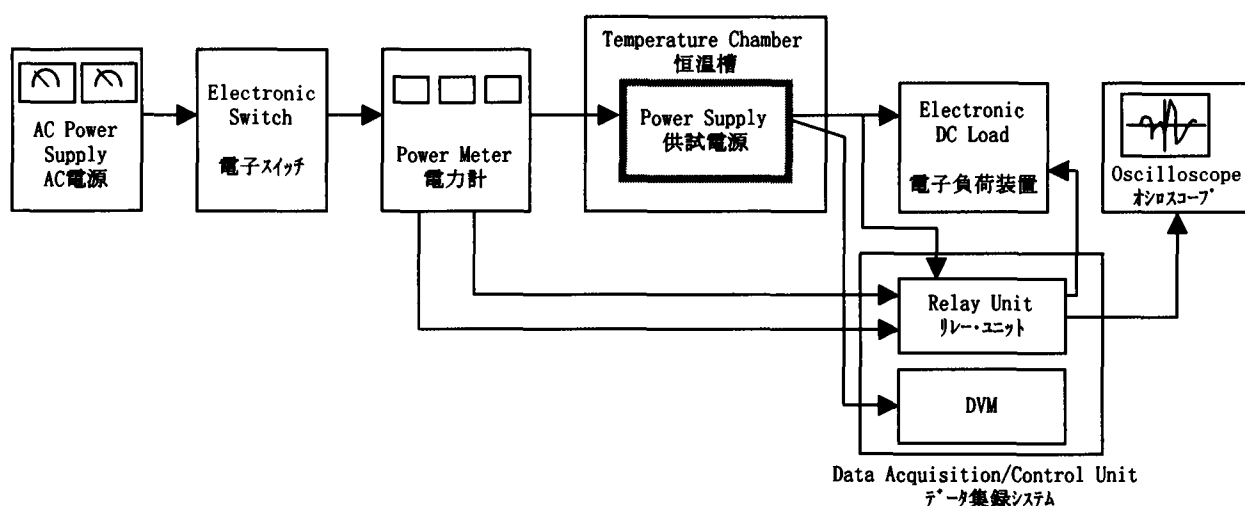 AC Power
Supply
AC電源
Electronic
Switch
電子スイッチ
Power Meter
電力計
Temperature Chamber
恒温槽
Power Supply
供試電源
Electronic
DC Load
電子負荷装置
Oscilloscope
オシロスコープ
Relay Unit
リレー・ユニット
DVM
Data Acquisition/Control Unit
データ集録システム